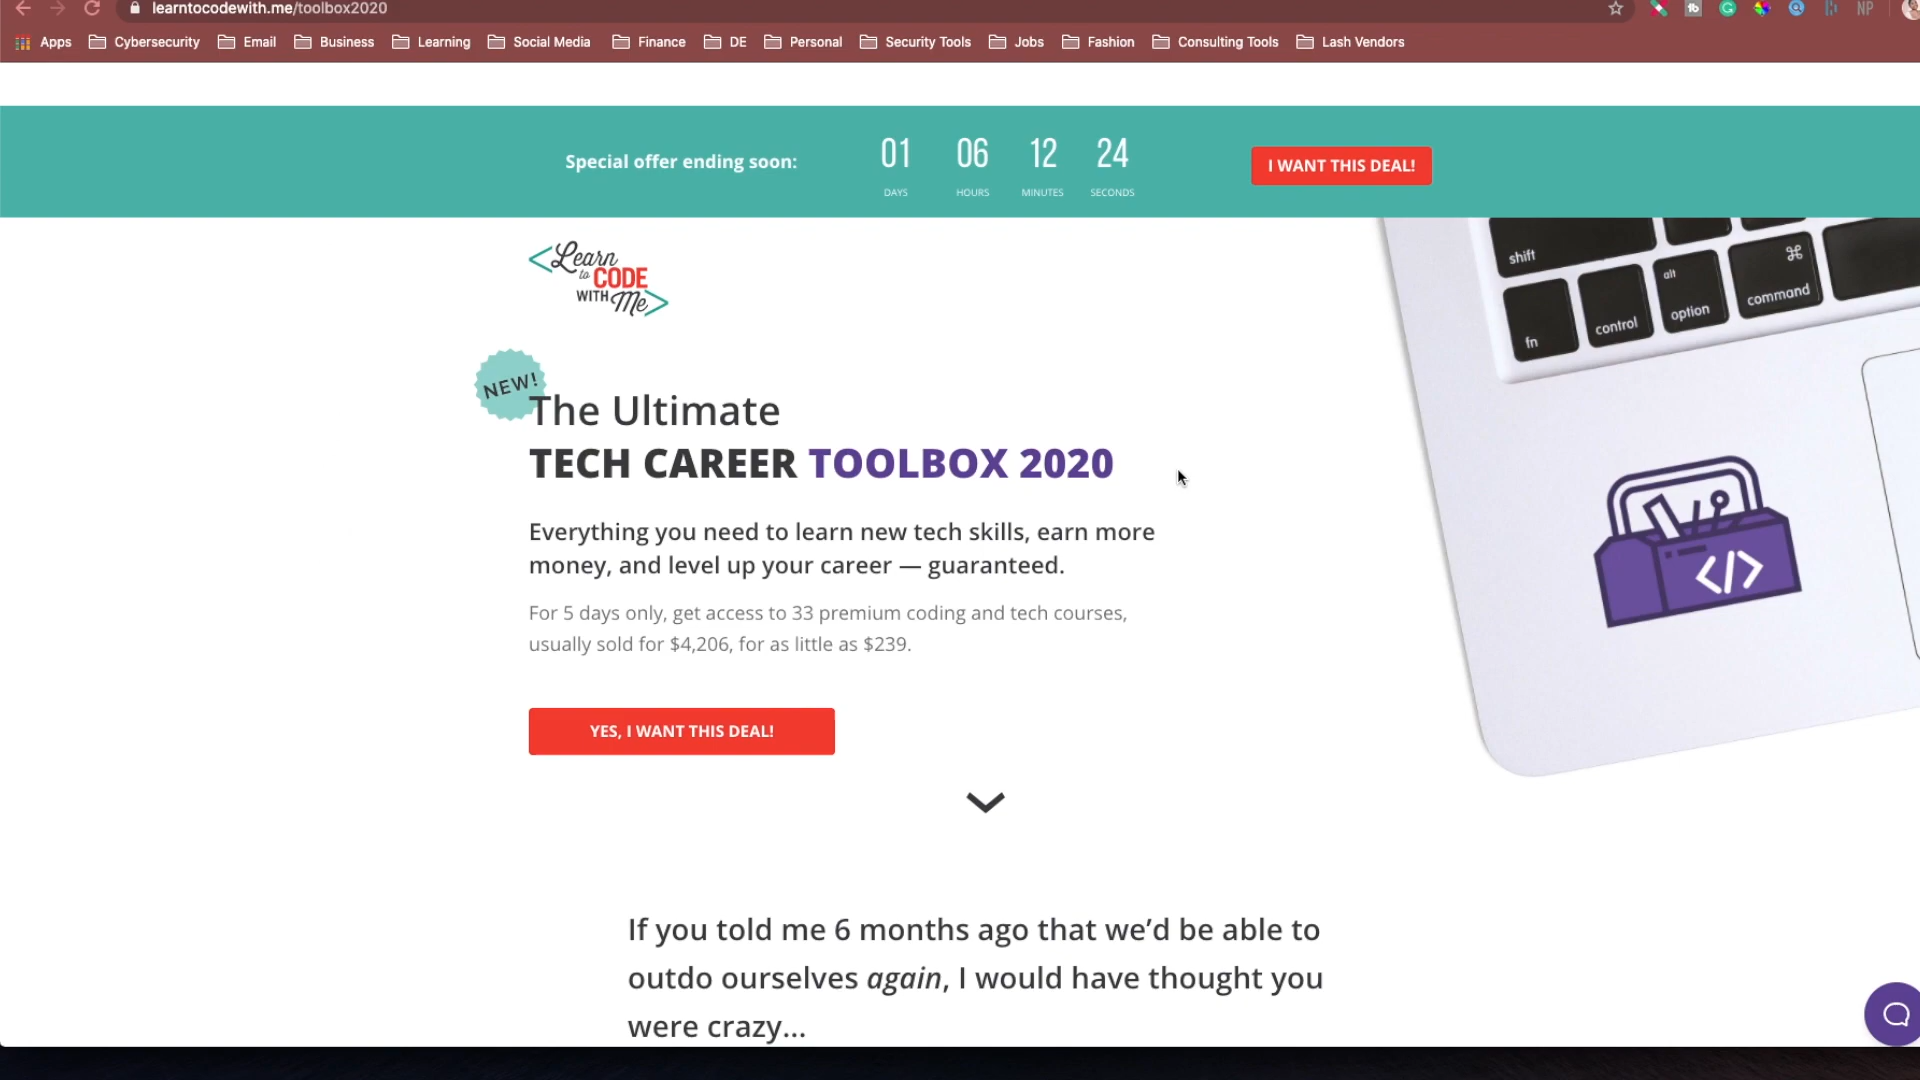 learntocodewith.me/toolbox2020
Apps Cybersecurity Email Business Learning Social Media Finance DE Personal Security Tools Jobs Fashion Consulting Tools Lash Vendors
Special offer ending soon:
01 06 12 24
DAYS HOURS MINUTES SECONDS
I WANT THIS DEAL!
<Learn
to CODE
WITH Me>
NEW!
The Ultimate
TECH CAREER TOOLBOX 2020
Everything you need to learn new tech skills, earn more
money, and level up your career — guaranteed.
For 5 days only, get access to 33 premium coding and tech courses,
usually sold for $4,206, for as little as $239.
YES, I WANT THIS DEAL!
shift
fn
control
alt
option
⌘
command
</>
If you told me 6 months ago that we’d be able to
outdo ourselves again, I would have thought you
were crazy...
NP